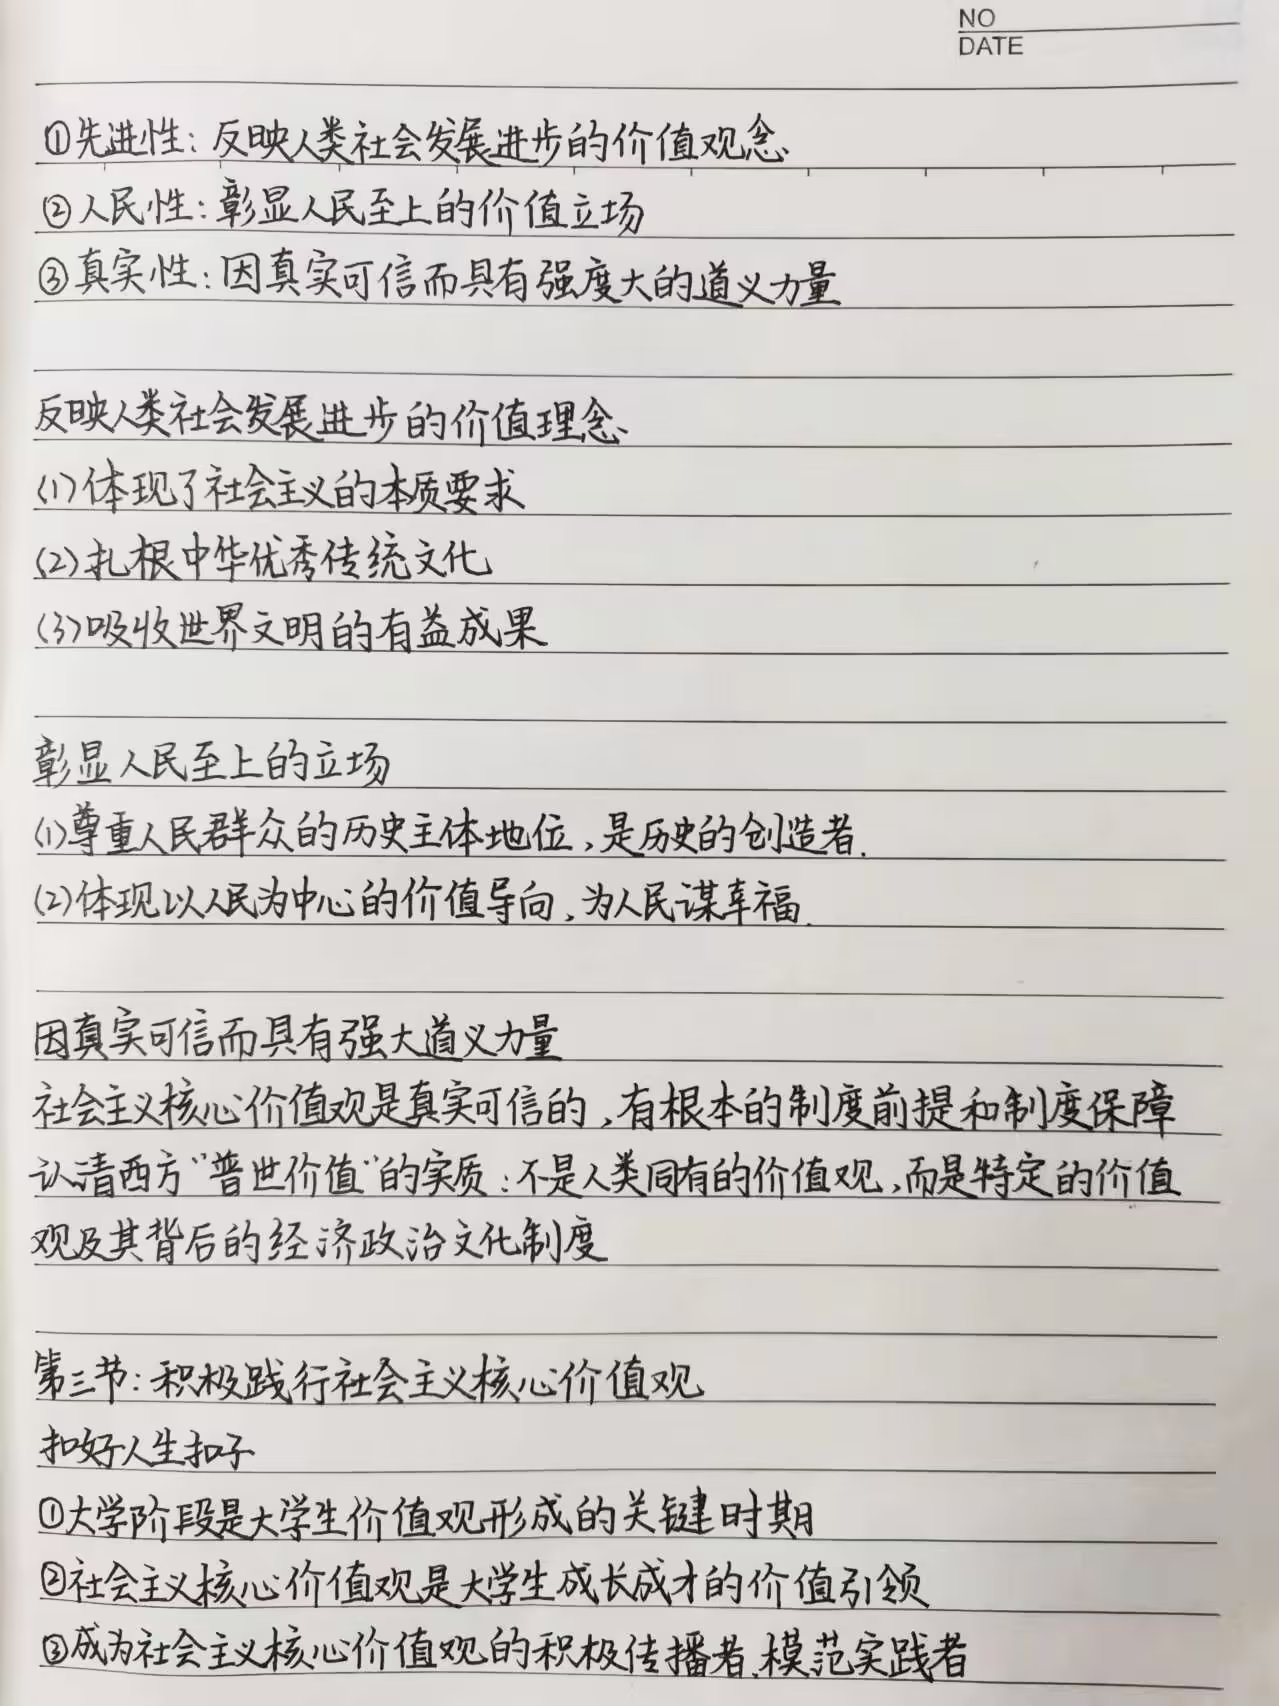 NO
DATE
①先进性：反映人类社会发展进步的价值观念
②人民性：彰显人民至上的价值立场
③真实性：因真实可信而具有强度大的道义力量
反映人类社会发展进步的价值理念
(1)体现了社会主义的本质要求
(2)扎根中华优秀传统文化
(3)吸收世界文明的有益成果
彰显人民至上的立场
(1)尊重人民群众的历史主体地位，是历史的创造者.
(2)体现以人民为中心的价值导向，为人民谋幸福.
因真实可信而具有强大道义力量
社会主义核心价值观是真实可信的，有根本的制度前提和制度保障
认清西方“普世价值”的实质：不是人类同有的价值观，而是特定的价值
观及其背后的经济政治文化制度
第三节：积极践行社会主义核心价值观
扣好人生扣子
①大学阶段是大学生价值观形成的关键时期
②社会主义核心价值观是大学生成长成才的价值引领
③成为社会主义核心价值观的积极传播者、模范实践者